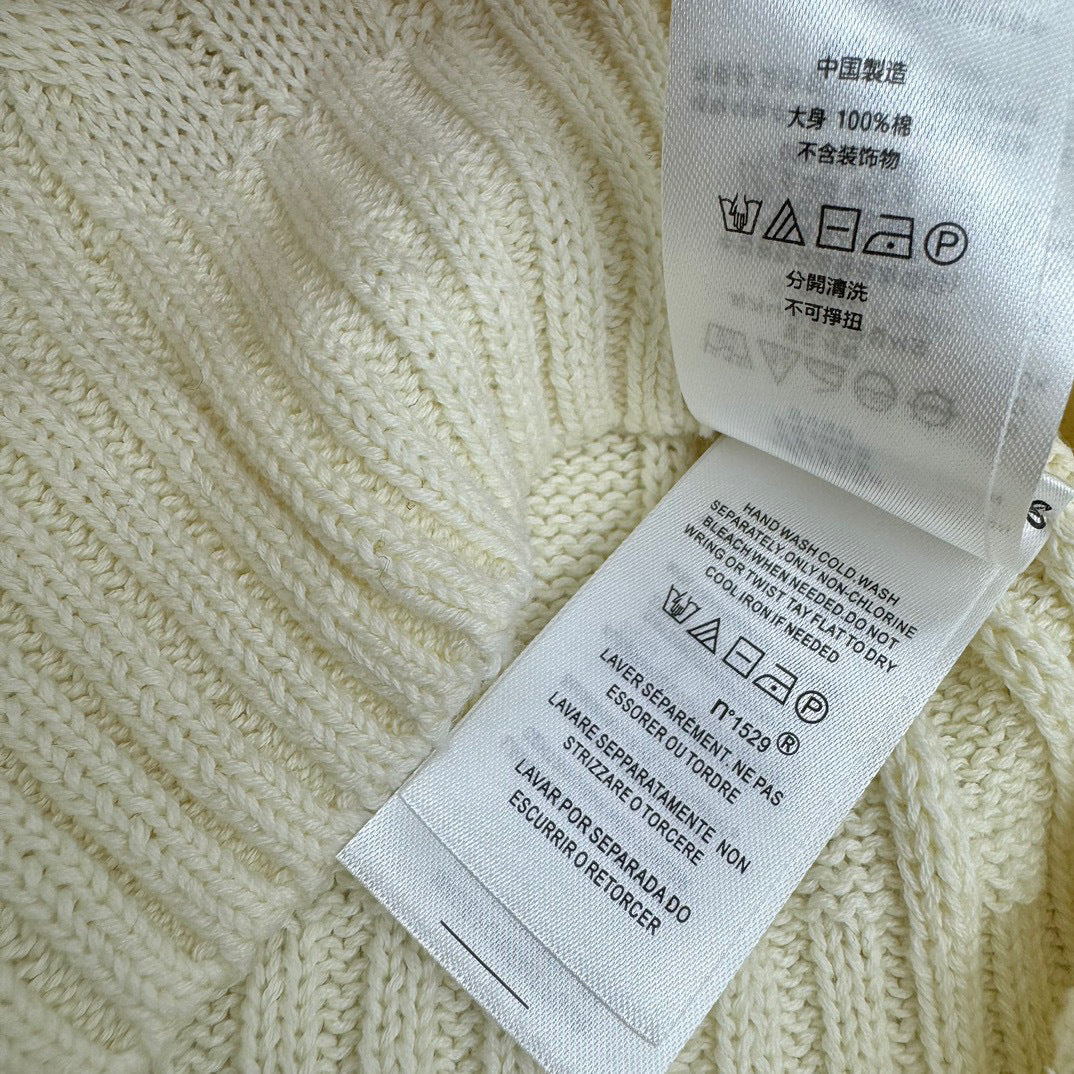 中国製造
大身 100%棉
不含装饰物
P
分開清洗
不可掙扭
HAND WASH COLD.WASH
SEPARATELY.ONLY NON-CHLORINE
BLEACH WHEN NEEDED.DO NOT
WRING OR TWIST TAY FLAT TO DRY
COOL IRON IF NEEDED
P
n°1529 ®
LAVER SÉPARÉMENT. NE PAS
ESSORER OU TORDRE
LAVARE SEPPARATAMENTE NON
STRIZZARE O TORCERE
LAVAR POR SEPARADA DO
ESCURRIR O RETORCER